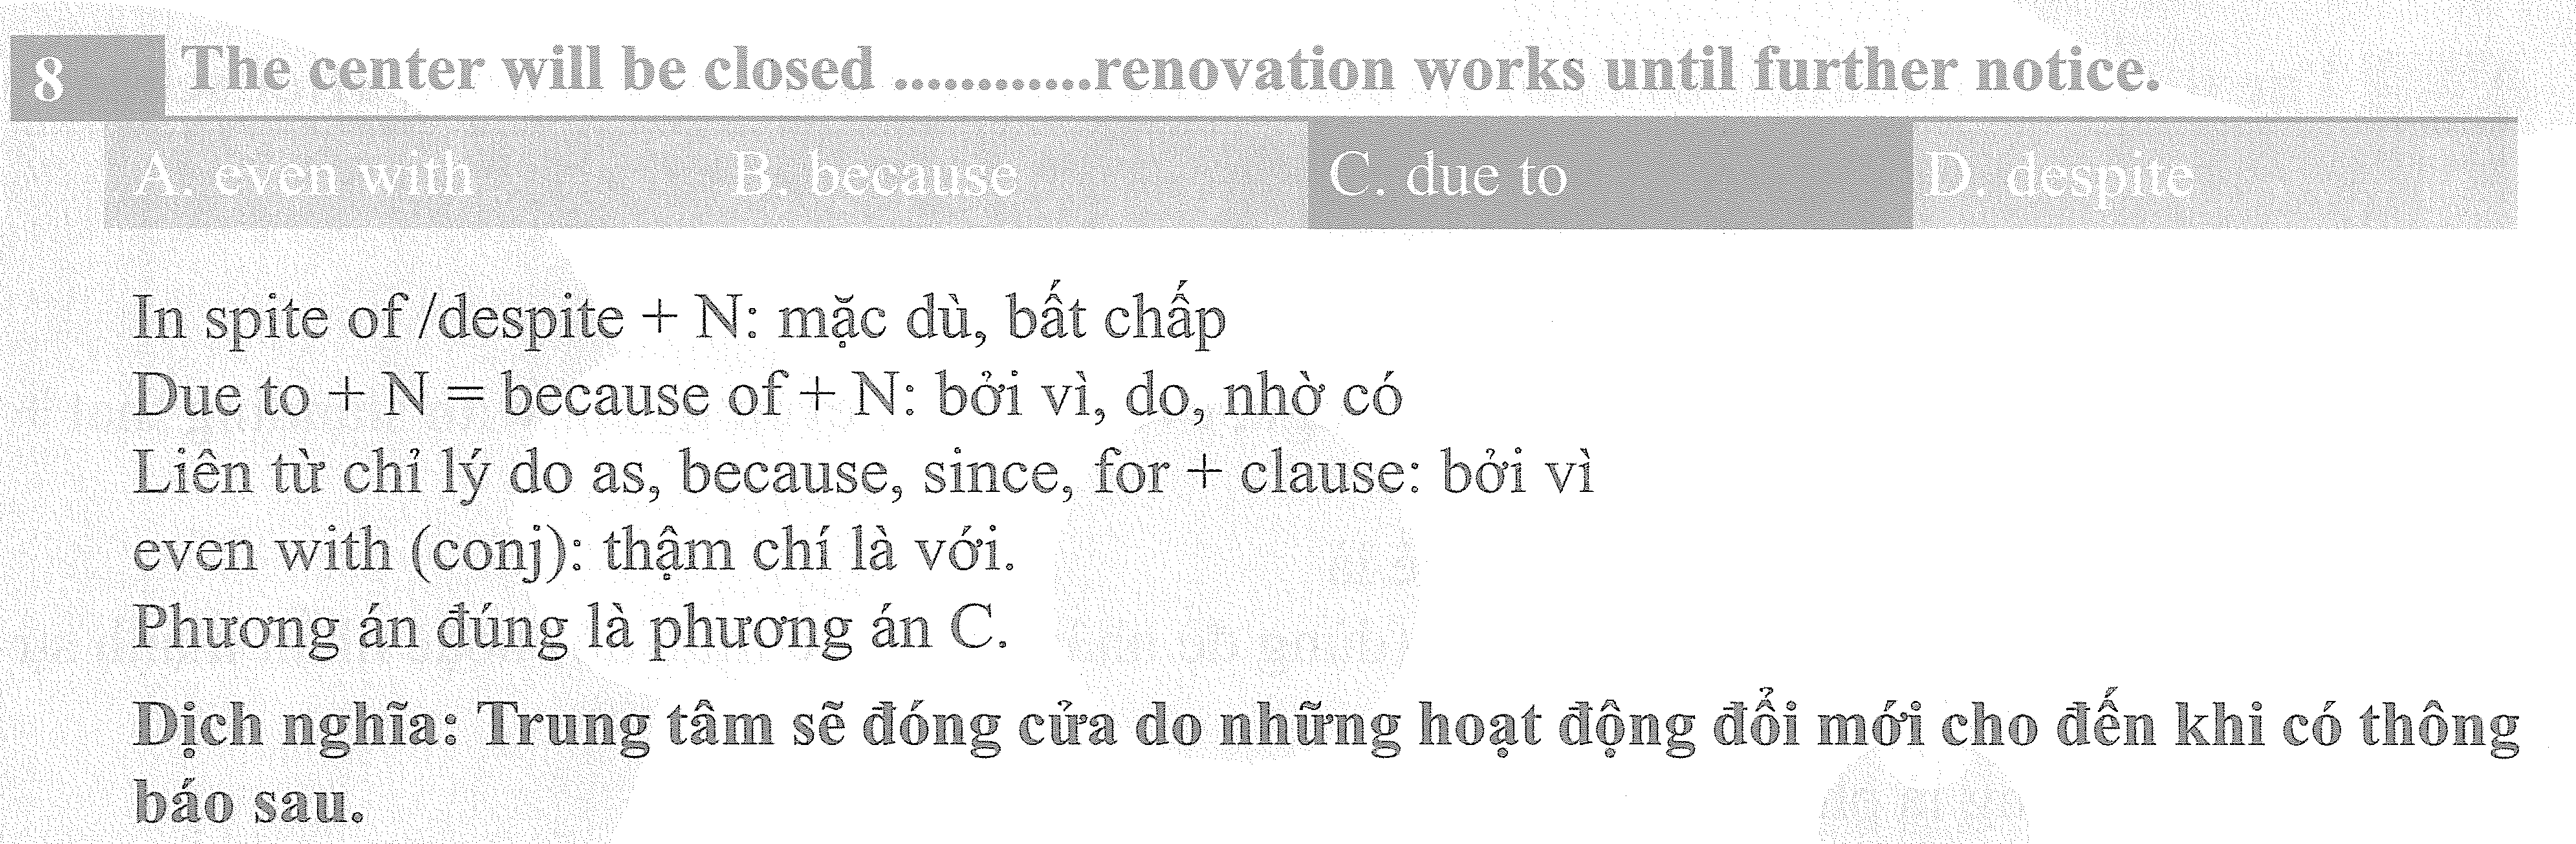 8 The center will be closed ............renovation works until further notice.
A. even with B. because C. due to D. despite
In spite of /despite + N: mặc dù, bất chấp
Due to + N = because of + N: bởi vì, do, nhờ có
Liên từ chỉ lý do as, because, since, for + clause: bởi vì
even with (conj): thậm chí là với.
Phương án đúng là phương án C.
Dịch nghĩa: Trung tâm sẽ đóng cửa do những hoạt động đổi mới cho đến khi có thông
báo sau.